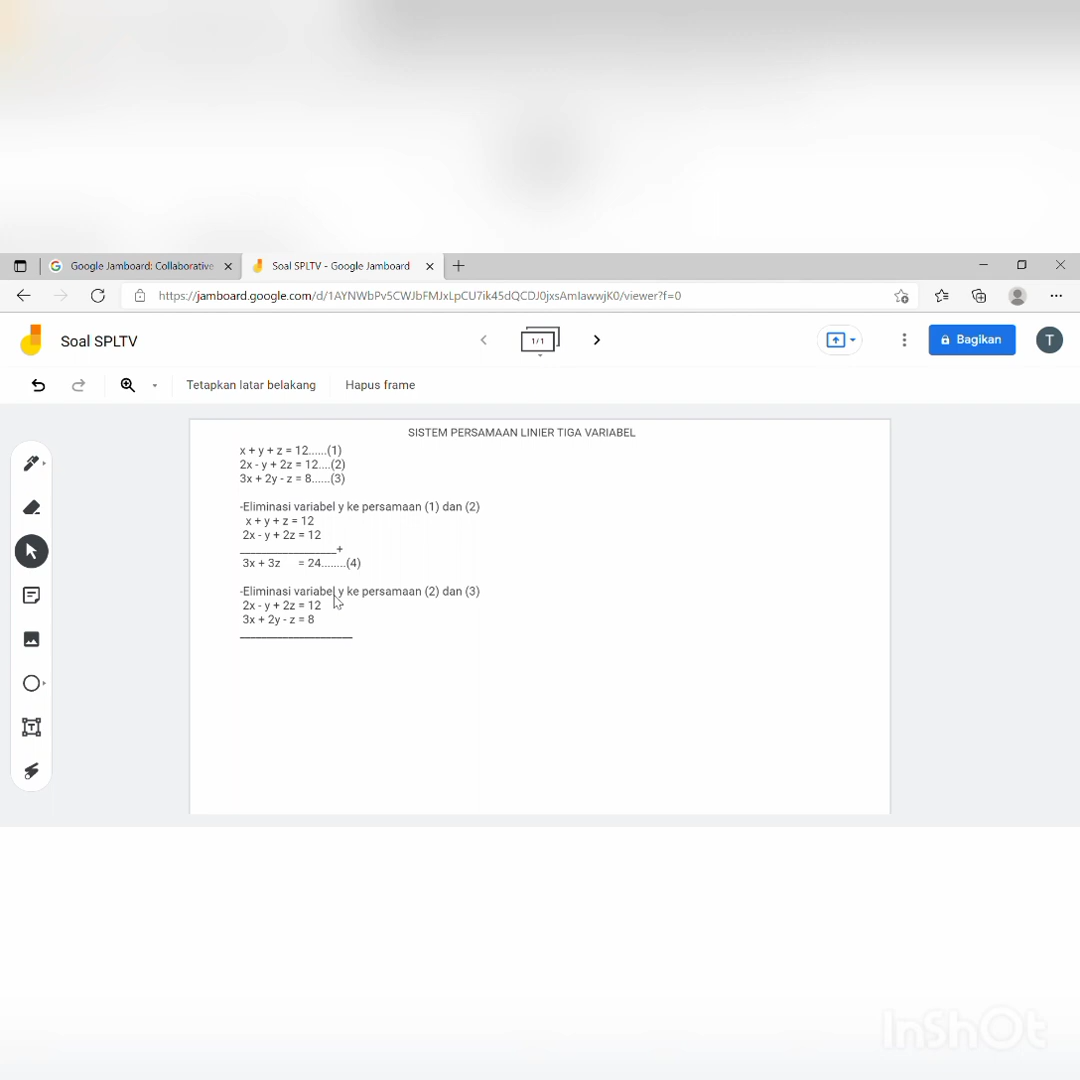 Google Jamboard: Collaborative
Soal SPLTV - Google Jamboard
https://jamboard.google.com/d/1AYNWbPv5CWJbFMJxLpCU7ik45dQCDJ0jxsAmIawwjK0/viewer?f=0
Soal SPLTV
1/1
Bagikan
T
Tetapkan latar belakang
Hapus frame
SISTEM PERSAMAAN LINIER TIGA VARIABEL
x + y + z = 12......(1)
2x - y + 2z = 12....(2)
3x + 2y - z = 8......(3)
-Eliminasi variabel y ke persamaan (1) dan (2)
x + y + z = 12
2x - y + 2z = 12
__________________+
3x + 3z = 24........(4)
-Eliminasi variabel y ke persamaan (2) dan (3)
2x - y + 2z = 12
3x + 2y - z = 8
_____________________
InShOt